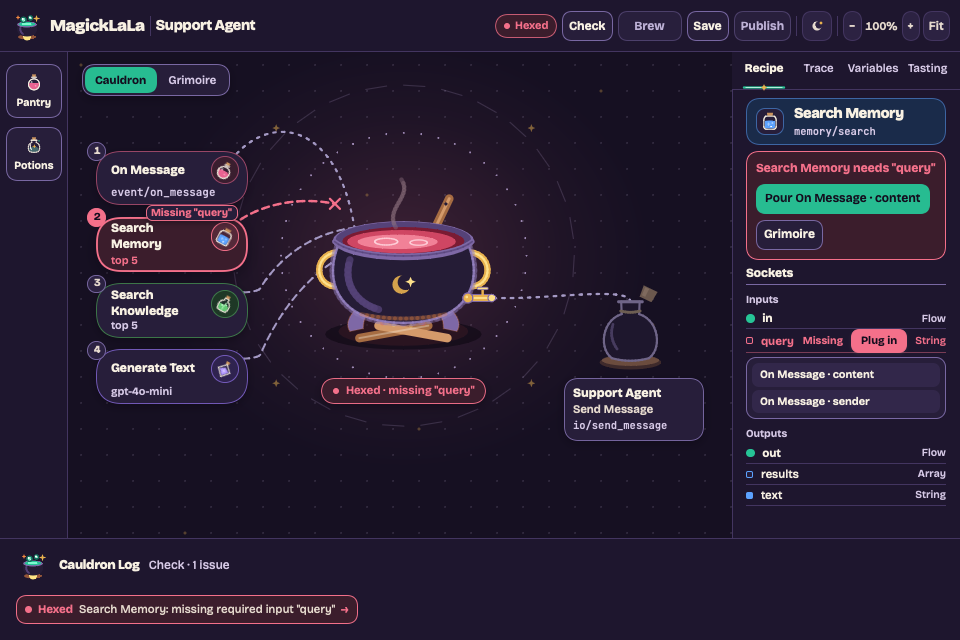 MagickLaLa
Support Agent
Hexed
Check
Brew
Save
Publish
−
100%
+
Fit
Pantry
Potions
Cauldron
Grimoire
1
On Message
event/on_message
Missing "query"
2
Search
Memory
top 5
3
Search
Knowledge
top 5
4
Generate Text
gpt-4o-mini
Hexed · missing "query"
Support Agent
Send Message
io/send_message
Recipe
Trace
Variables
Tasting
Search Memory
memory/search
Search Memory needs "query"
Pour On Message · content
Grimoire
Sockets
Inputs
in Flow
query Missing Plug in String
On Message · content
On Message · sender
Outputs
out Flow
results Array
text String
Cauldron Log Check · 1 issue
Hexed Search Memory: missing required input "query" →